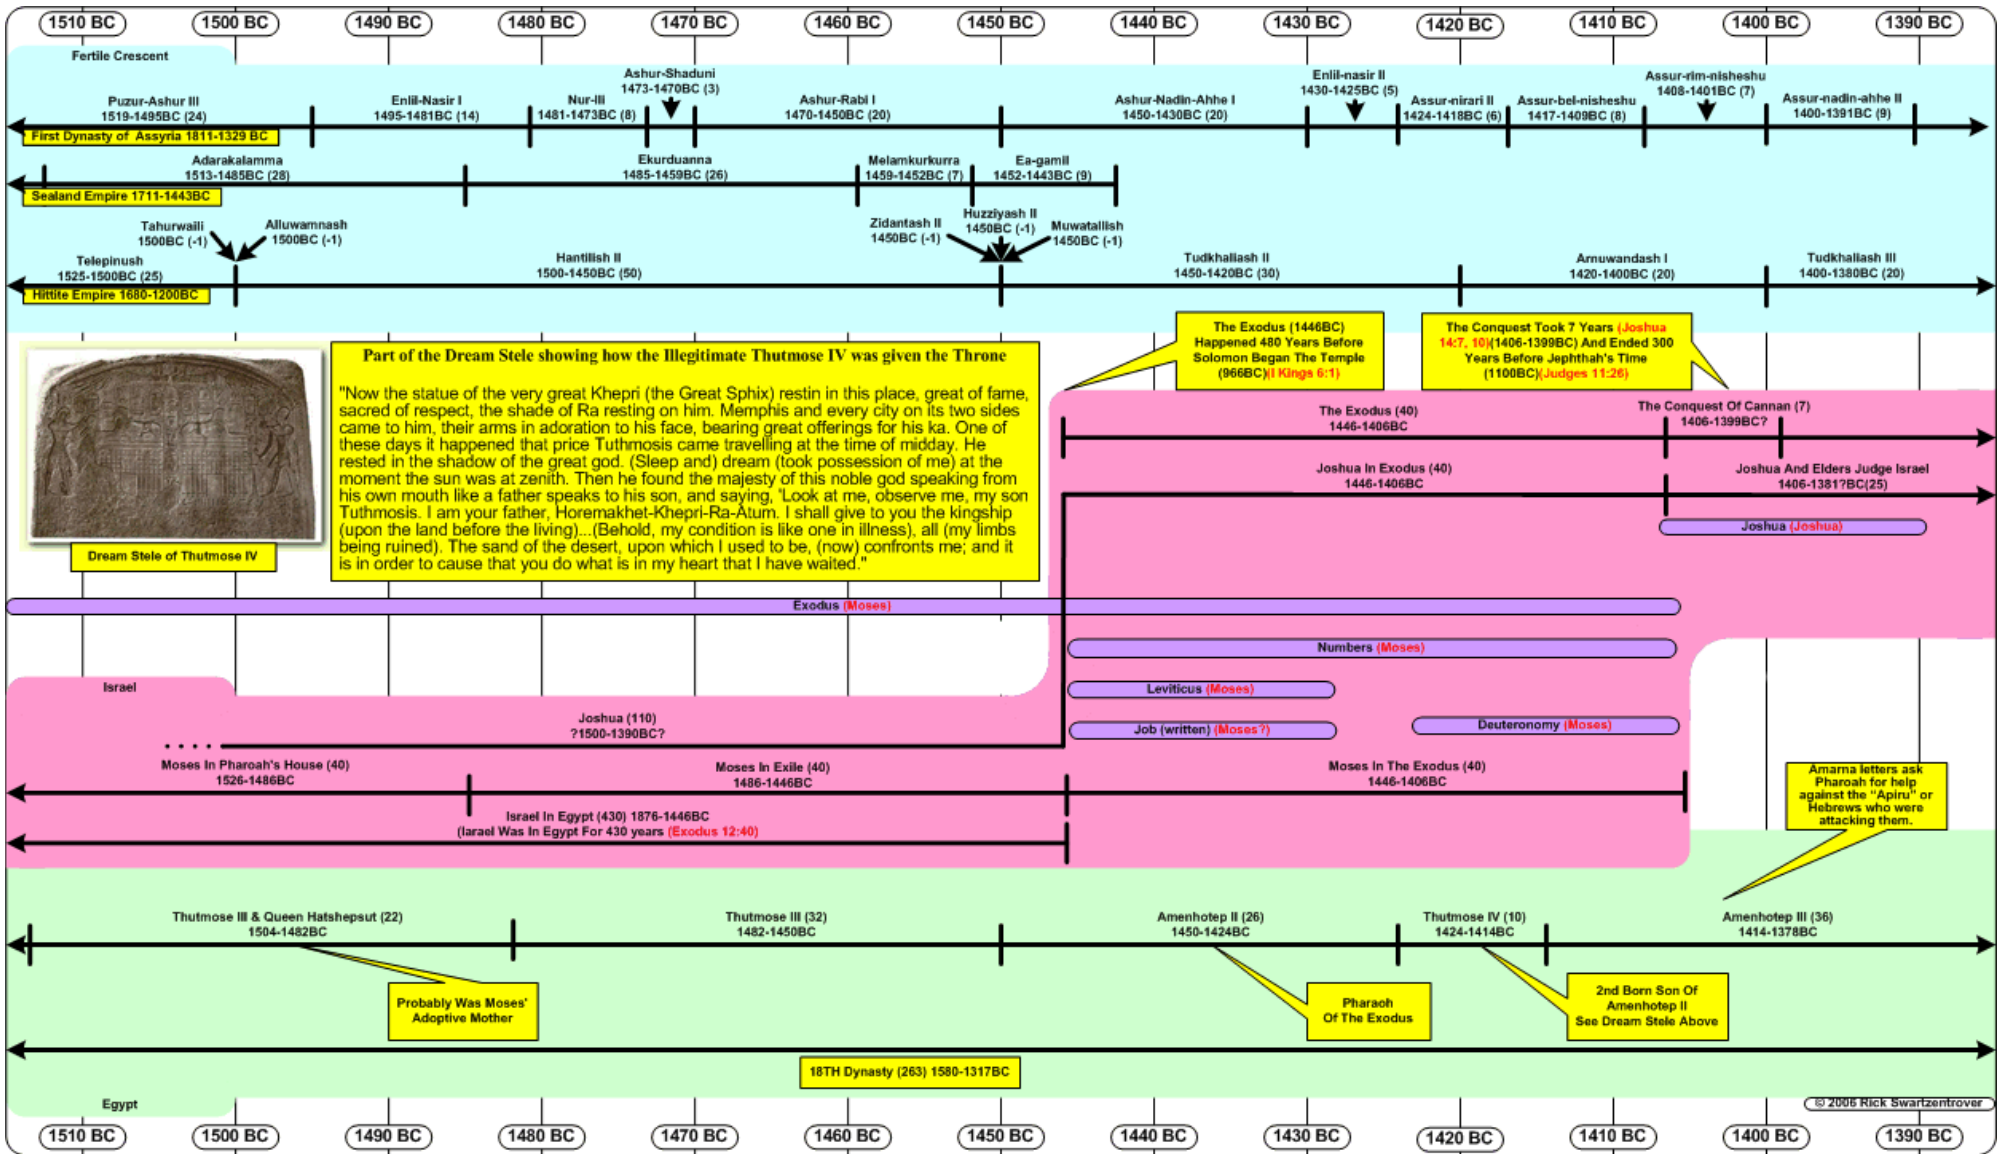 1510 BC
1500 BC
1490 BC
1480 BC
1470 BC
1460 BC
1450 BC
1440 BC
1430 BC
1420 BC
1410 BC
1400 BC
1390 BC
Fertile Crescent
Puzur-Ashur III
1519-1495BC (24)
Enlil-Nasir I
1495-1481BC (14)
Nur-III
1481-1473BC (8)
Ashur-Shaduni
1473-1470BC (3)
Ashur-Rabi I
1470-1450BC (20)
Ashur-Nadin-Ahhe I
1450-1430BC (20)
Enlil-nasir II
1430-1425BC (5)
Assur-nirari II
1424-1418BC (6)
Assur-bel-nisheshu
1417-1409BC (8)
Assur-rim-nisheshu
1408-1401BC (7)
Assur-nadin-ahhe II
1400-1391BC (9)
First Dynasty of Assyria 1811-1329 BC
Adarakalamma
1513-1485BC (28)
Ekurduanna
1485-1459BC (26)
Melamkurkurra
1459-1452BC (7)
Ea-gamil
1452-1443BC (9)
Sealand Empire 1711-1443BC
Tahurwaili
1500BC (-1)
Alluwamnash
1500BC (-1)
Zidantash II
1450BC (-1)
Huzziyash II
1450BC (-1)
Muwatallish
1450BC (-1)
Telepinush
1525-1500BC (25)
Hantilish II
1500-1450BC (50)
Tudkhaliash II
1450-1420BC (30)
Arnuwandash I
1420-1400BC (20)
Tudkhaliash III
1400-1380BC (20)
Hittite Empire 1680-1200BC
The Exodus (1446BC)
Happened 480 Years Before
Solomon Began The Temple
(966BC)(I Kings 6:1)
The Conquest Took 7 Years (Joshua
14:7, 10)(1406-1399BC) And Ended 300
Years Before Jephthah's Time
(1100BC)(Judges 11:26)
Part of the Dream Stele showing how the Illegitimate Thutmose IV was given the Throne
"Now the statue of the very great Khepri (the Great Sphix) restin in this place, great of fame,
sacred of respect, the shade of Ra resting on him. Memphis and every city on its two sides
came to him, their arms in adoration to his face, bearing great offerings for his ka. One of
these days it happened that price Tuthmosis came travelling at the time of midday. He
rested in the shadow of the great god. (Sleep and) dream (took possession of me) at the
moment the sun was at zenith. Then he found the majesty of this noble god speaking from
his own mouth like a father speaks to his son, and saying, 'Look at me, observe me, my son
Tuthmosis. I am your father, Horemakhet-Khepri-Ra-Atum. I shall give to you the kingship
(upon the land before the living)...(Behold, my condition is like one in illness), all (my limbs
being ruined). The sand of the desert, upon which I used to be, (now) confronts me; and it
is in order to cause that you do what is in my heart that I have waited."
Dream Stele of Thutmose IV
The Exodus (40)
1446-1406BC
The Conquest Of Cannan (7)
1406-1399BC?
Joshua In Exodus (40)
1446-1406BC
Joshua And Elders Judge Israel
1406-1381?BC(25)
Joshua (Joshua)
Exodus (Moses)
Numbers (Moses)
Leviticus (Moses)
Job (written) (Moses?)
Deuteronomy (Moses)
Israel
Joshua (110)
?1500-1390BC?
Moses In Pharoah's House (40)
1526-1486BC
Moses In Exile (40)
1486-1446BC
Moses In The Exodus (40)
1446-1406BC
Israel In Egypt (430) 1876-1446BC
(Iarael Was In Egypt For 430 years (Exodus 12:40)
Amarna letters ask
Pharoah for help
against the "Apiru" or
Hebrews who were
attacking them.
Thutmose III & Queen Hatshepsut (22)
1504-1482BC
Thutmose III (32)
1482-1450BC
Amenhotep II (26)
1450-1424BC
Thutmose IV (10)
1424-1414BC
Amenhotep III (36)
1414-1378BC
Probably Was Moses'
Adoptive Mother
Pharaoh
Of The Exodus
2nd Born Son Of
Amenhotep II
See Dream Stele Above
18TH Dynasty (263) 1580-1317BC
Egypt
© 2006 Rick Swartzentrover
1510 BC
1500 BC
1490 BC
1480 BC
1470 BC
1460 BC
1450 BC
1440 BC
1430 BC
1420 BC
1410 BC
1400 BC
1390 BC